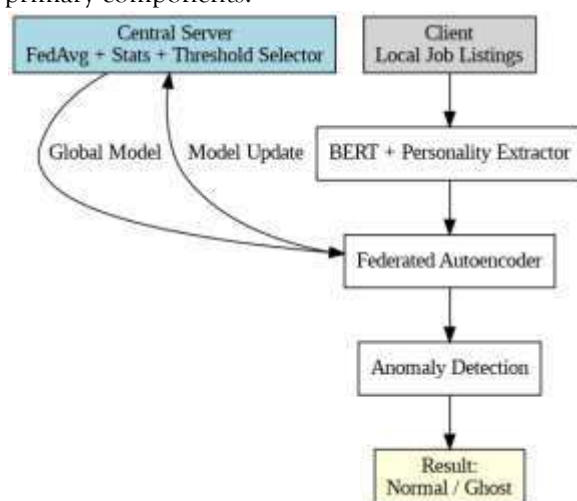 primary components.
Central Server
FedAvg + Stats + Threshold Selector
Client
Local Job Listings
Global Model
Model Update
BERT + Personality Extractor
Federated Autoencoder
Anomaly Detection
Result:
Normal / Ghost